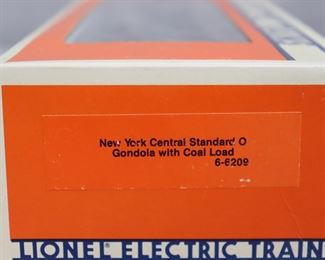 New York Central Standard O
Gondola with Coal Load
6-6209
LIONEL ELECTRIC TRAIN